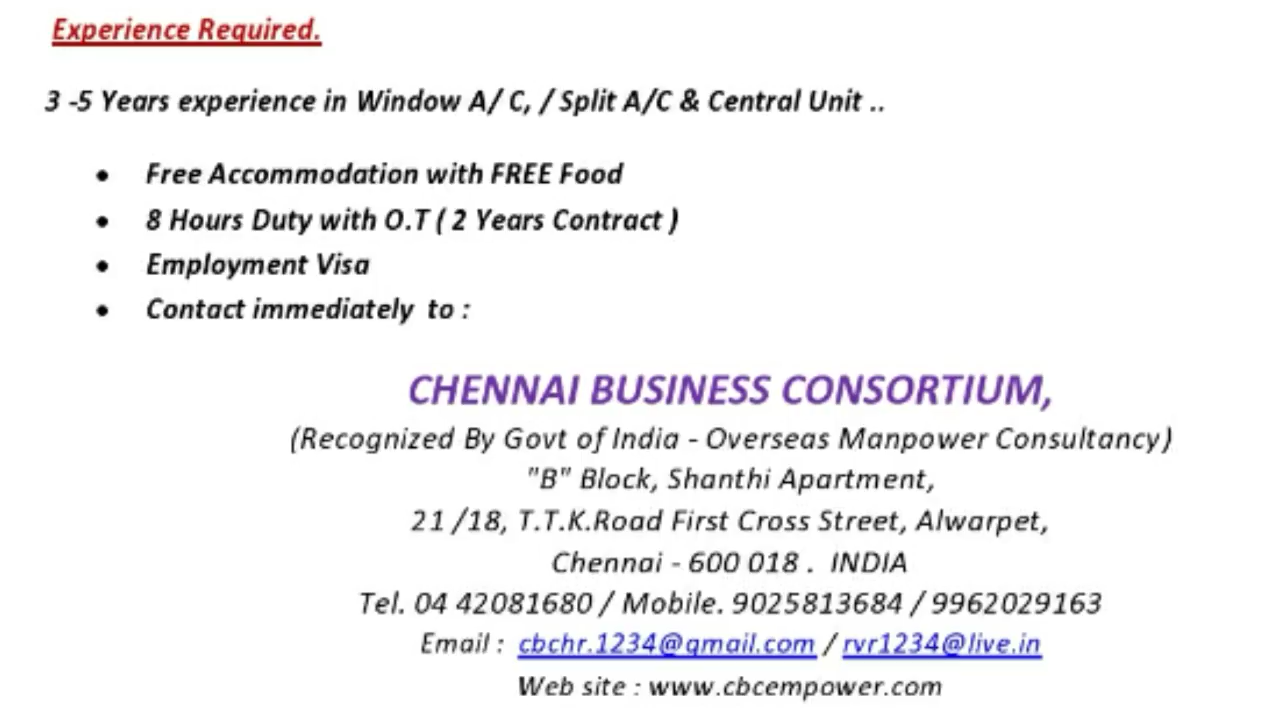 Experience Required.
3 -5 Years experience in Window A/ C, / Split A/C & Central Unit ..
• Free Accommodation with FREE Food
• 8 Hours Duty with O.T ( 2 Years Contract )
• Employment Visa
• Contact immediately to :
CHENNAI BUSINESS CONSORTIUM,
(Recognized By Govt of India - Overseas Manpower Consultancy)
"B" Block, Shanthi Apartment,
21 /18, T.T.K.Road First Cross Street, Alwarpet,
Chennai - 600 018 . INDIA
Tel. 04 42081680 / Mobile. 9025813684 / 9962029163
Email : cbchr.1234@gmail.com / rvr1234@live.in
Web site : www.cbcempower.com